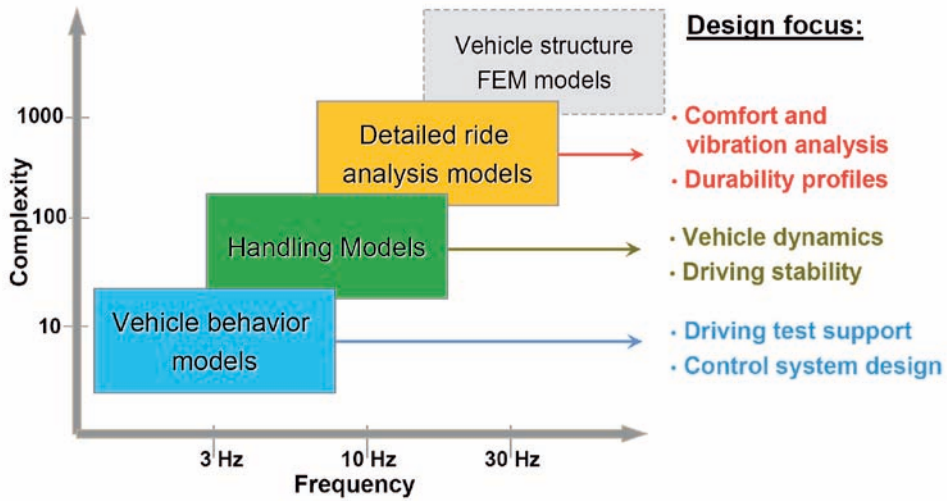 Design focus:
Vehicle structure
FEM models
1000
Detailed ride
analysis models
• Comfort and
vibration analysis
• Durability profiles
Complexity
100
Handling Models
• Vehicle dynamics
• Driving stability
10
Vehicle behavior
models
• Driving test support
• Control system design
3 Hz
10 Hz
30 Hz
Frequency